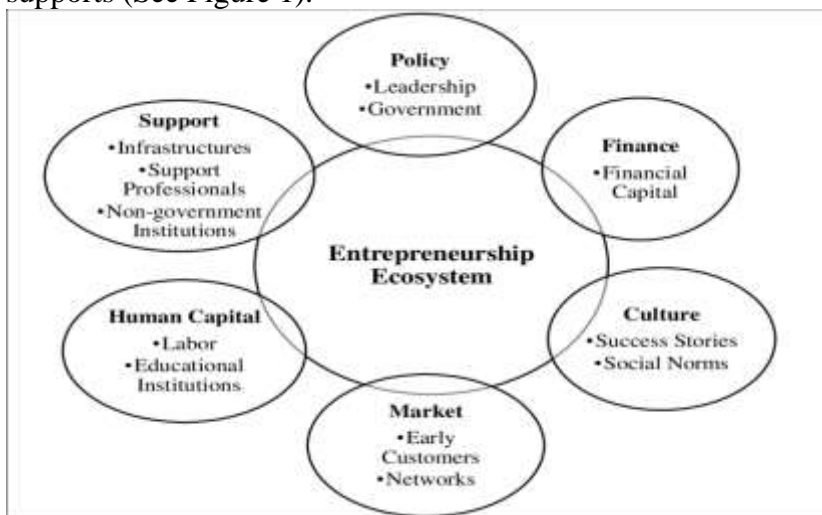 supports (See Figure 1).
Policy
•Leadership
•Government
Support
•Infrastructures
•Support
Professionals
•Non-government
Institutions
Finance
•Financial
Capital
Entrepreneurship
Ecosystem
Human Capital
•Labor
•Educational
Institutions
Culture
•Success Stories
•Social Norms
Market
•Early
Customers
•Networks